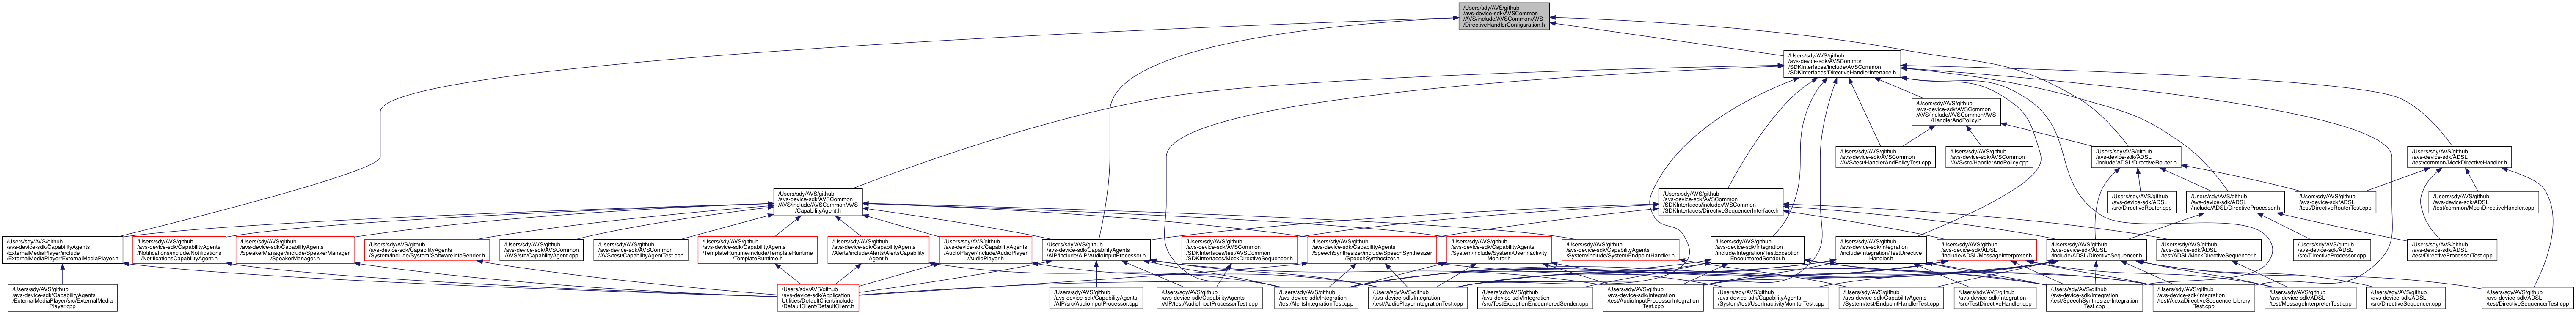 /Users/sdy/AVS/github
/avs-device-sdk/AVSCommon
/AVS/include/AVSCommon/AVS
/DirectiveHandlerConfiguration.h
/Users/sdy/AVS/github
/avs-device-sdk/AVSCommon
/SDKInterfaces/include/AVSCommon
/SDKInterfaces/DirectiveHandlerInterface.h
/Users/sdy/AVS/github
/avs-device-sdk/AVSCommon
/AVS/include/AVSCommon/AVS
/HandlerAndPolicy.h
/Users/sdy/AVS/github
/avs-device-sdk/AVSCommon
/AVS/test/HandlerAndPolicyTest.cpp
/Users/sdy/AVS/github
/avs-device-sdk/AVSCommon
/AVS/src/HandlerAndPolicy.cpp
/Users/sdy/AVS/github
/avs-device-sdk/ADSL
/include/ADSL/DirectiveRouter.h
/Users/sdy/AVS/github
/avs-device-sdk/ADSL
/test/common/MockDirectiveHandler.h
/Users/sdy/AVS/github
/avs-device-sdk/AVSCommon
/AVS/include/AVSCommon/AVS
/CapabilityAgent.h
/Users/sdy/AVS/github
/avs-device-sdk/AVSCommon
/SDKInterfaces/include/AVSCommon
/SDKInterfaces/DirectiveSequencerInterface.h
/Users/sdy/AVS/github
/avs-device-sdk/ADSL
/src/DirectiveRouter.cpp
/Users/sdy/AVS/github
/avs-device-sdk/ADSL
/include/ADSL/DirectiveProcessor.h
/Users/sdy/AVS/github
/avs-device-sdk/ADSL
/test/DirectiveRouterTest.cpp
/Users/sdy/AVS/github
/avs-device-sdk/ADSL
/test/common/MockDirectiveHandler.cpp
/Users/sdy/AVS/github
/avs-device-sdk/CapabilityAgents
/ExternalMediaPlayer/include
/ExternalMediaPlayer/ExternalMediaPlayer.h
/Users/sdy/AVS/github
/avs-device-sdk/CapabilityAgents
/Notifications/include/Notifications
/NotificationsCapabilityAgent.h
/Users/sdy/AVS/github
/avs-device-sdk/CapabilityAgents
/SpeakerManager/include/SpeakerManager
/SpeakerManager.h
/Users/sdy/AVS/github
/avs-device-sdk/CapabilityAgents
/System/include/System/SoftwareInfoSender.h
/Users/sdy/AVS/github
/avs-device-sdk/AVSCommon
/AVS/src/CapabilityAgent.cpp
/Users/sdy/AVS/github
/avs-device-sdk/AVSCommon
/AVS/test/CapabilityAgentTest.cpp
/Users/sdy/AVS/github
/avs-device-sdk/CapabilityAgents
/TemplateRuntime/include/TemplateRuntime
/TemplateRuntime.h
/Users/sdy/AVS/github
/avs-device-sdk/CapabilityAgents
/Alerts/include/Alerts/AlertsCapability
Agent.h
/Users/sdy/AVS/github
/avs-device-sdk/CapabilityAgents
/AudioPlayer/include/AudioPlayer
/AudioPlayer.h
/Users/sdy/AVS/github
/avs-device-sdk/CapabilityAgents
/AIP/include/AIP/AudioInputProcessor.h
/Users/sdy/AVS/github
/avs-device-sdk/AVSCommon
/SDKInterfaces/test/AVSCommon
/SDKInterfaces/MockDirectiveSequencer.h
/Users/sdy/AVS/github
/avs-device-sdk/CapabilityAgents
/SpeechSynthesizer/include/SpeechSynthesizer
/SpeechSynthesizer.h
/Users/sdy/AVS/github
/avs-device-sdk/CapabilityAgents
/System/include/System/UserInactivity
Monitor.h
/Users/sdy/AVS/github
/avs-device-sdk/CapabilityAgents
/System/include/System/EndpointHandler.h
/Users/sdy/AVS/github
/avs-device-sdk/Integration
/include/Integration/TestException
EncounteredSender.h
/Users/sdy/AVS/github
/avs-device-sdk/Integration
/include/Integration/TestDirective
Handler.h
/Users/sdy/AVS/github
/avs-device-sdk/ADSL
/include/ADSL/MessageInterpreter.h
/Users/sdy/AVS/github
/avs-device-sdk/ADSL
/include/ADSL/DirectiveSequencer.h
/Users/sdy/AVS/github
/avs-device-sdk/ADSL
/test/ADSL/MockDirectiveSequencer.h
/Users/sdy/AVS/github
/avs-device-sdk/ADSL
/src/DirectiveProcessor.cpp
/Users/sdy/AVS/github
/avs-device-sdk/ADSL
/test/DirectiveProcessorTest.cpp
/Users/sdy/AVS/github
/avs-device-sdk/CapabilityAgents
/ExternalMediaPlayer/src/ExternalMedia
Player.cpp
/Users/sdy/AVS/github
/avs-device-sdk/Application
Utilities/DefaultClient/include
/DefaultClient/DefaultClient.h
/Users/sdy/AVS/github
/avs-device-sdk/CapabilityAgents
/AIP/src/AudioInputProcessor.cpp
/Users/sdy/AVS/github
/avs-device-sdk/CapabilityAgents
/AIP/test/AudioInputProcessorTest.cpp
/Users/sdy/AVS/github
/avs-device-sdk/Integration
/test/AlertsIntegrationTest.cpp
/Users/sdy/AVS/github
/avs-device-sdk/Integration
/test/AudioPlayerIntegrationTest.cpp
/Users/sdy/AVS/github
/avs-device-sdk/Integration
/src/TestExceptionEncounteredSender.cpp
/Users/sdy/AVS/github
/avs-device-sdk/Integration
/test/AudioInputProcessorIntegration
Test.cpp
/Users/sdy/AVS/github
/avs-device-sdk/CapabilityAgents
/System/test/UserInactivityMonitorTest.cpp
/Users/sdy/AVS/github
/avs-device-sdk/CapabilityAgents
/System/test/EndpointHandlerTest.cpp
/Users/sdy/AVS/github
/avs-device-sdk/Integration
/src/TestDirectiveHandler.cpp
/Users/sdy/AVS/github
/avs-device-sdk/Integration
/test/SpeechSynthesizerIntegration
Test.cpp
/Users/sdy/AVS/github
/avs-device-sdk/Integration
/test/AlexaDirectiveSequencerLibrary
Test.cpp
/Users/sdy/AVS/github
/avs-device-sdk/ADSL
/test/MessageInterpreterTest.cpp
/Users/sdy/AVS/github
/avs-device-sdk/ADSL
/src/DirectiveSequencer.cpp
/Users/sdy/AVS/github
/avs-device-sdk/ADSL
/test/DirectiveSequencerTest.cpp